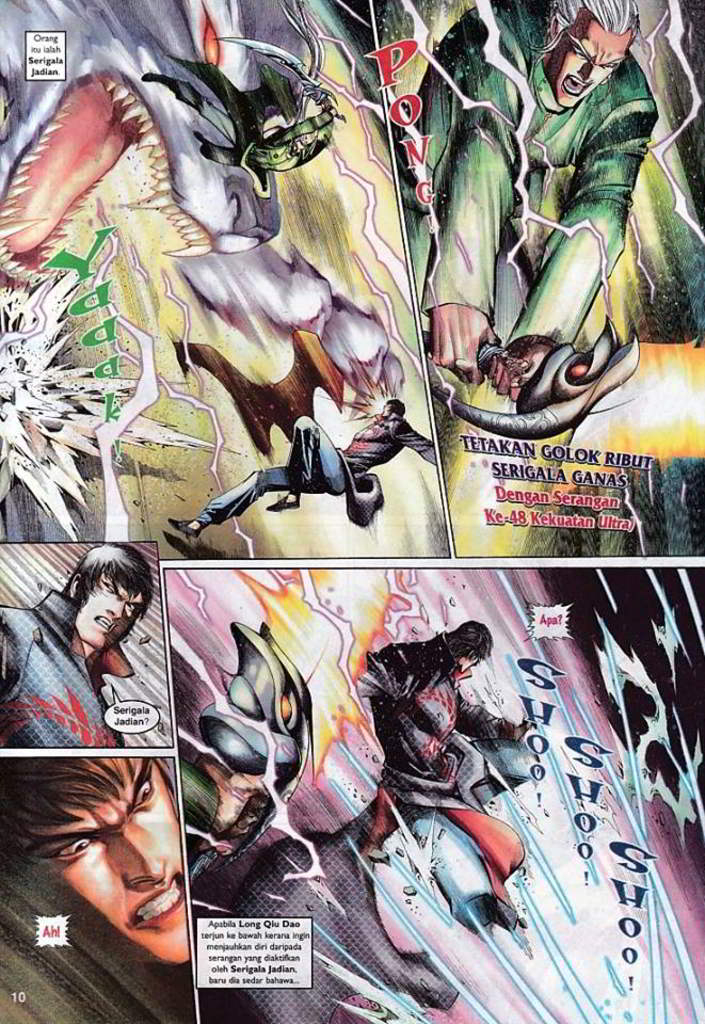 Orang
itu ialah
Serigala
Jadian.
Yaaak!
PONG!
TETAKAN GOLOK RIBUT
SERIGALA GANAS
Dengan Serangan
Ke-48 Kekuatan Ultra)
Serigala
Jadian?
Apa?
SHOO!
SHOO!
SHOO!
Ah!
Apabila Long Qiu Dao
terjun ke bawah kerana ingin
menjauhkan diri daripada
serangan yang diaktifkan
oleh Serigala Jadian,
baru dia sedar bahawa...
10